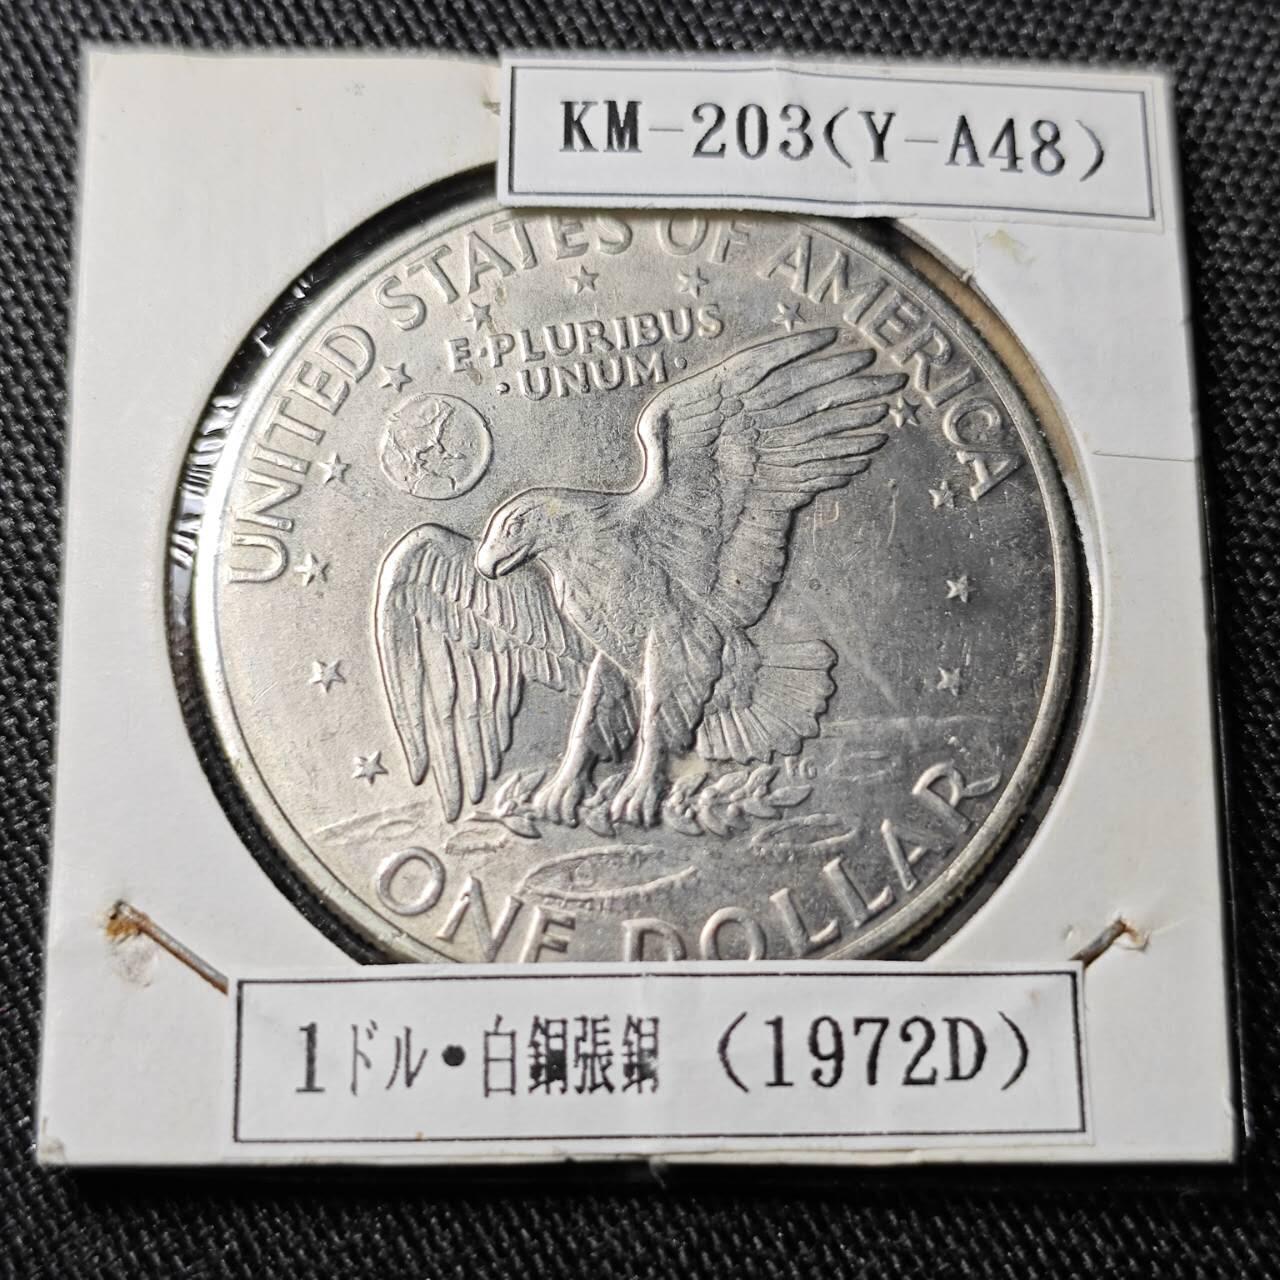 KM-203(Y-A48)
UNITED STATES OF AMERICA
E·PLURIBUS
·UNUM·
ONE DOLLAR
1ドル・白銅張銅 (1972D)